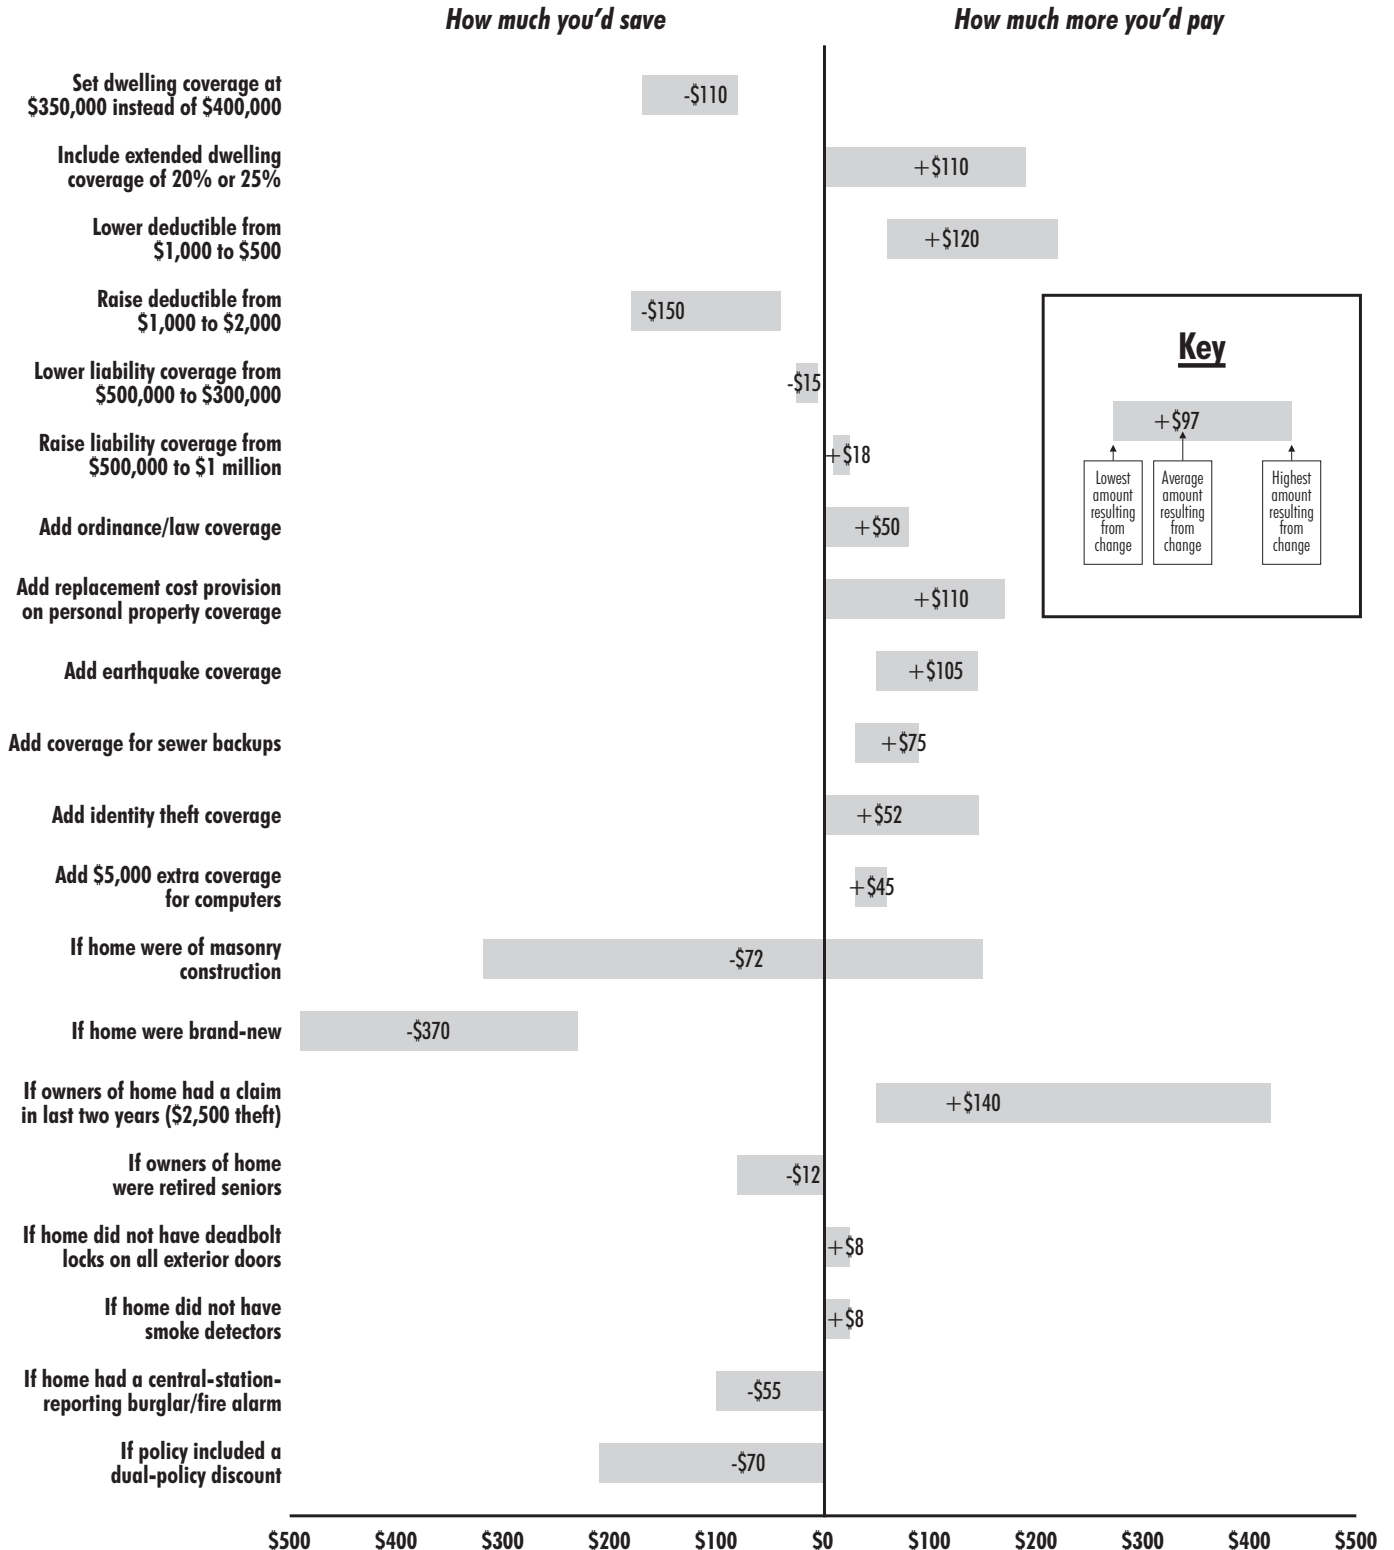 How much you'd save
How much more you'd pay
Set dwelling coverage at
$350,000 instead of $400,000
-$110
Include extended dwelling
coverage of 20% or 25%
+$110
Lower deductible from
$1,000 to $500
+$120
Raise deductible from
$1,000 to $2,000
-$150
Lower liability coverage from
$500,000 to $300,000
-$15
Raise liability coverage from
$500,000 to $1 million
+$18
Add ordinance/law coverage
+$50
Add replacement cost provision
on personal property coverage
+$110
Add earthquake coverage
+$105
Add coverage for sewer backups
+$75
Add identity theft coverage
+$52
Add $5,000 extra coverage
for computers
+$45
If home were of masonry
construction
-$72
If home were brand-new
-$370
If owners of home had a claim
in last two years ($2,500 theft)
+$140
If owners of home
were retired seniors
-$12
If home did not have deadbolt
locks on all exterior doors
+$8
If home did not have
smoke detectors
+$8
If home had a central-station-
reporting burglar/fire alarm
-$55
If policy included a
dual-policy discount
-$70
$500 $400 $300 $200 $100 $0 $100 $200 $300 $400 $500
Key
+$97
Lowest
amount
resulting
from
change
Average
amount
resulting
from
change
Highest
amount
resulting
from
change